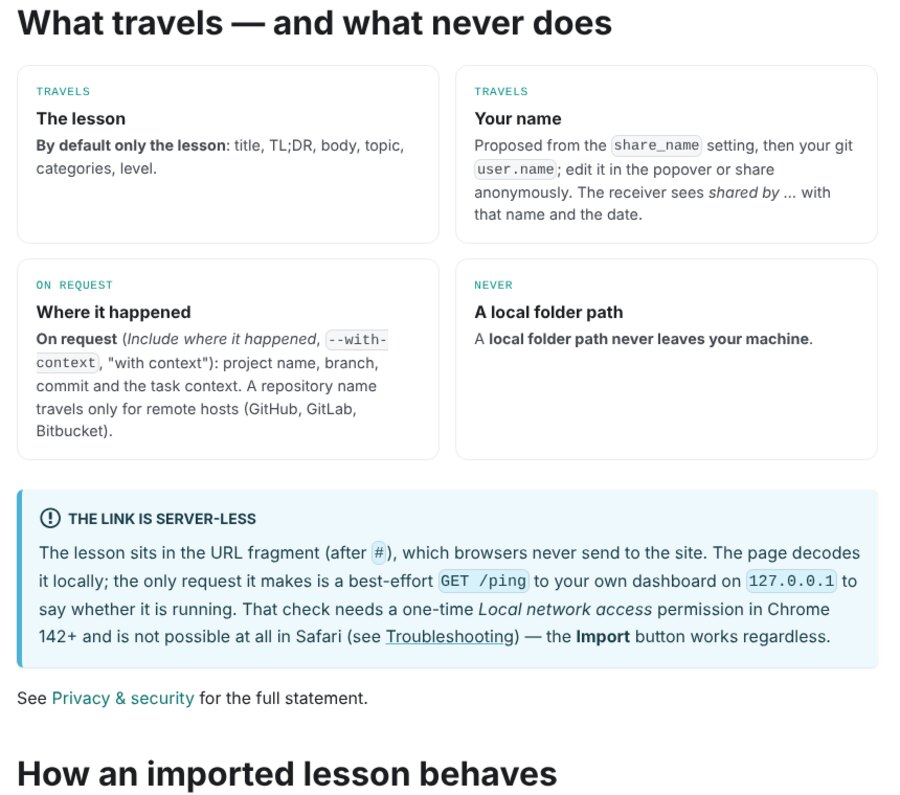 What travels — and what never does
TRAVELS
The lesson
By default only the lesson: title, TL;DR, body, topic,
categories, level.
TRAVELS
Your name
Proposed from the share_name setting, then your git
user.name; edit it in the popover or share
anonymously. The receiver sees shared by ... with
that name and the date.
ON REQUEST
Where it happened
On request (Include where it happened, --with-
context, "with context"): project name, branch,
commit and the task context. A repository name
travels only for remote hosts (GitHub, GitLab,
Bitbucket).
NEVER
A local folder path
A local folder path never leaves your machine.
THE LINK IS SERVER-LESS
The lesson sits in the URL fragment (after #), which browsers never send to the site. The page decodes
it locally; the only request it makes is a best-effort GET /ping to your own dashboard on 127.0.0.1 to
say whether it is running. That check needs a one-time Local network access permission in Chrome
142+ and is not possible at all in Safari (see Troubleshooting) — the Import button works regardless.
See Privacy & security for the full statement.
How an imported lesson behaves